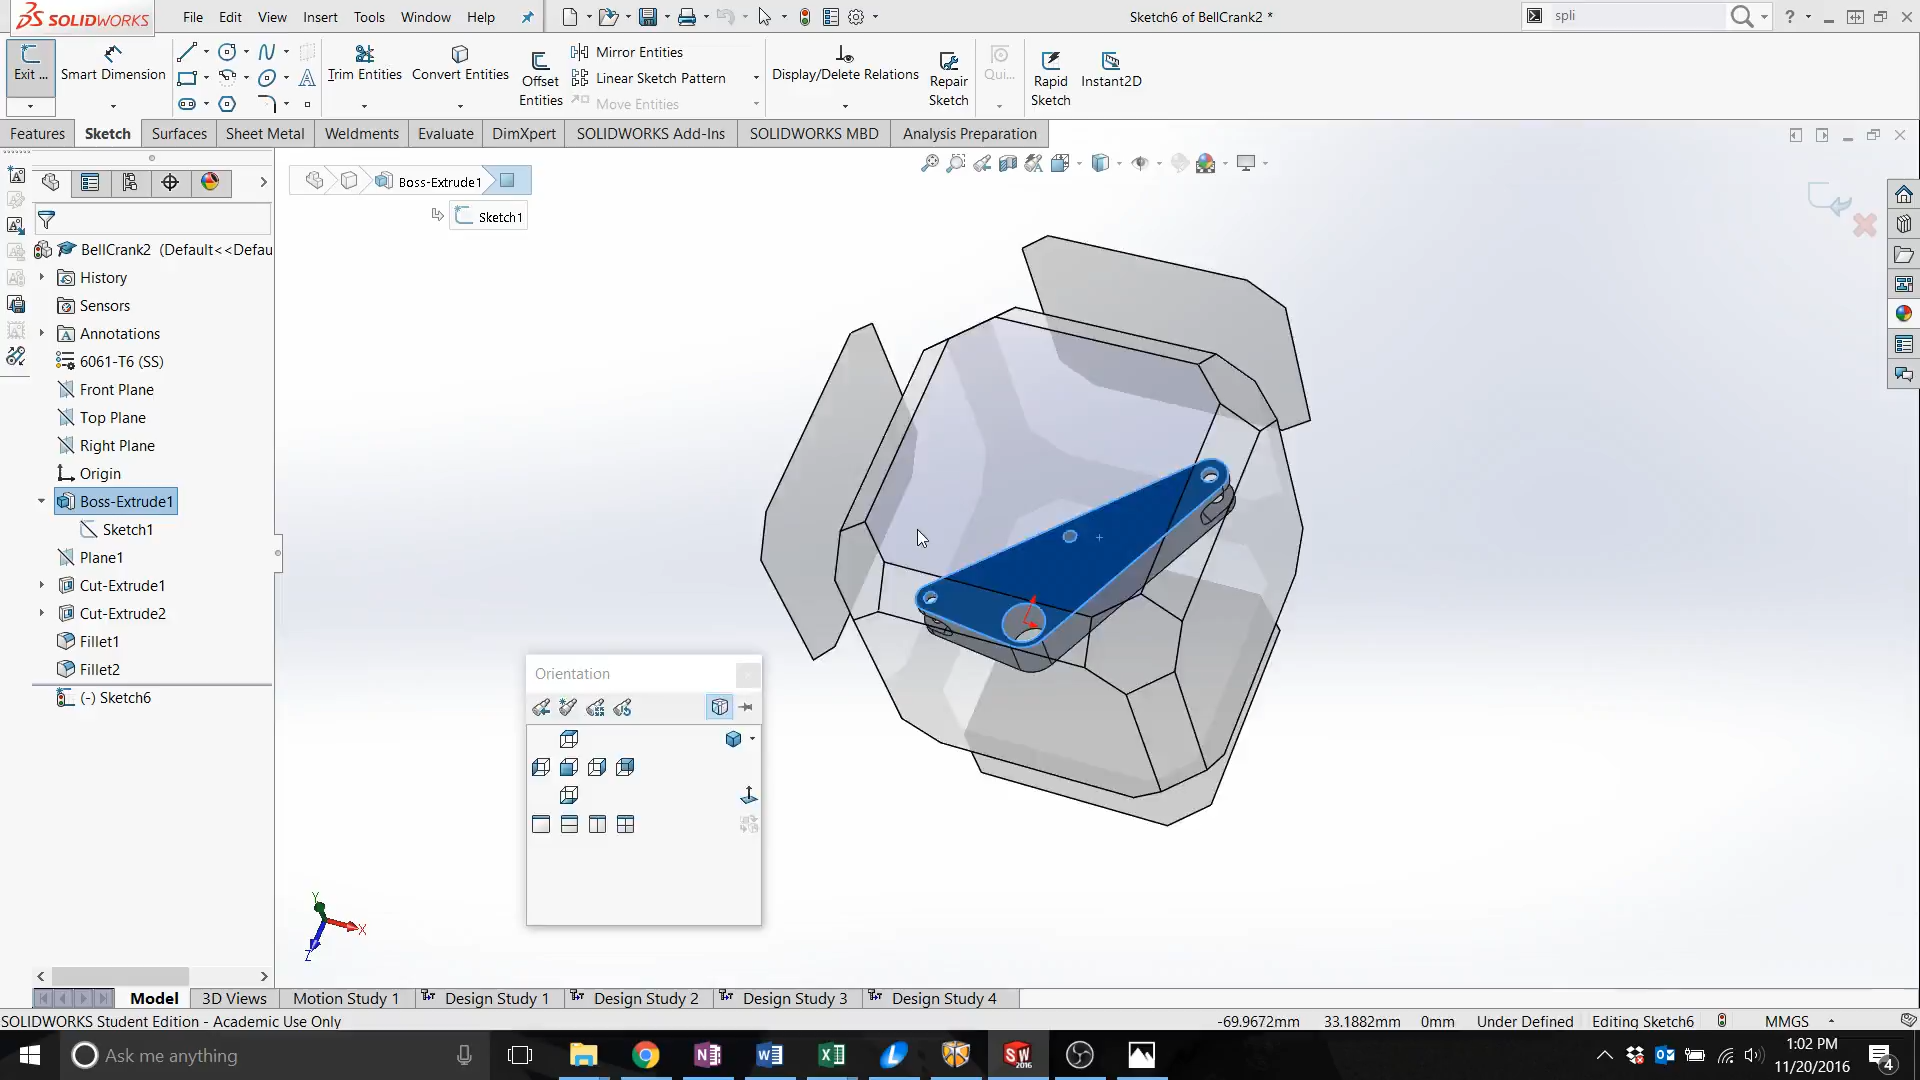 SOLIDWORKS File Edit View Insert Tools Window Help Sketch6 of BellCrank2 * spli ?
Exit ... Smart Dimension Trim Entities Convert Entities Offset Entities Mirror Entities Display/Delete Relations Repair Sketch Qui... Rapid Sketch Instant2D
Linear Sketch Pattern
Move Entities
Features Sketch Surfaces Sheet Metal Weldments Evaluate DimXpert SOLIDWORKS Add-Ins SOLIDWORKS MBD Analysis Preparation
Boss-Extrude1
Sketch1
BellCrank2 (Default<<Defau
History
Sensors
Annotations
6061-T6 (SS)
Front Plane
Top Plane
Right Plane
Origin
Boss-Extrude1
Sketch1
Plane1
Cut-Extrude1
Cut-Extrude2
Fillet1
Fillet2
(-) Sketch6
Orientation
Y
X
Z
Model 3D Views Motion Study 1 Design Study 1 Design Study 2 Design Study 3 Design Study 4
SOLIDWORKS Student Edition - Academic Use Only -69.9672mm 33.1882mm 0mm Under Defined Editing Sketch6 MMGS
Ask me anything SW 2016 1:02 PM
11/20/2016 4